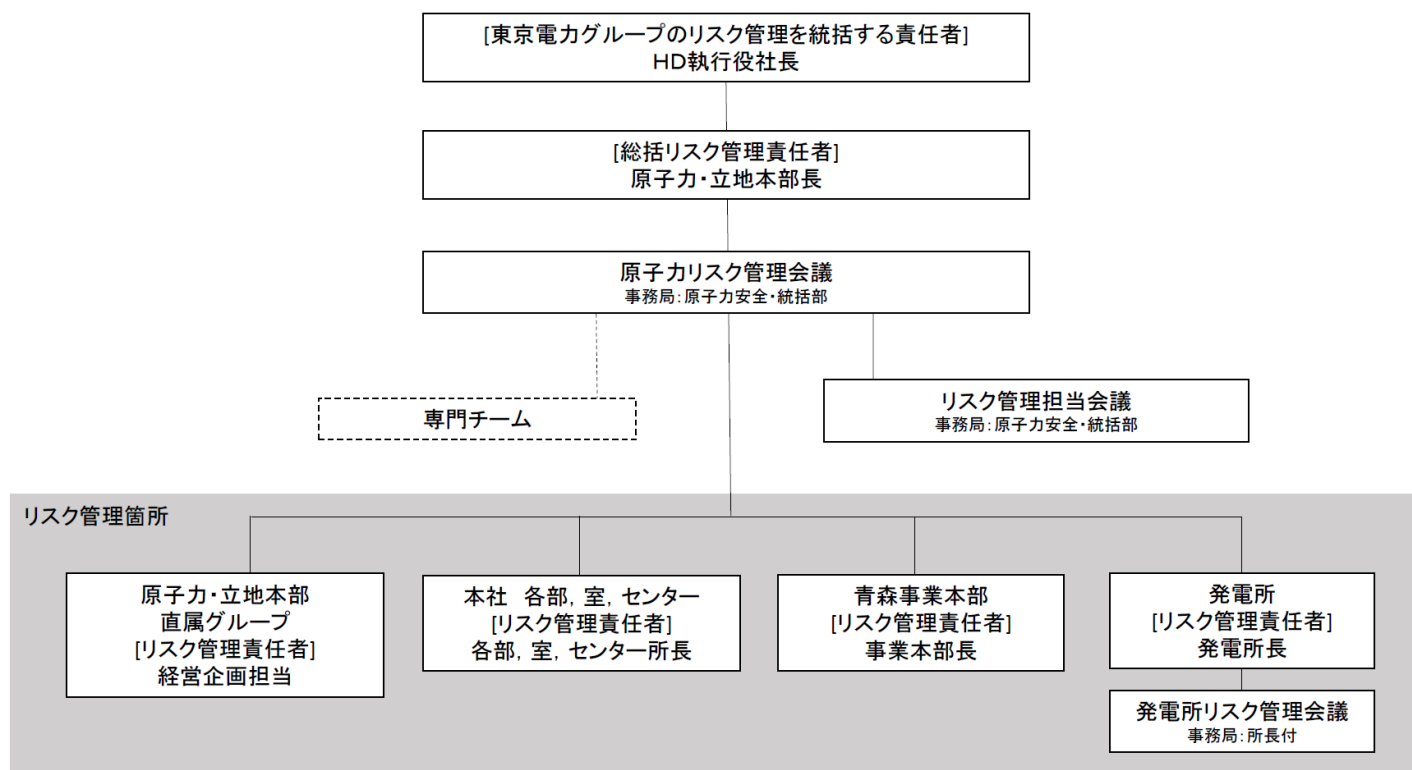 [東京電力グループのリスク管理を統括する責任者]
HD執行役社長
[総括リスク管理責任者]
原子力・立地本部長
原子力リスク管理会議
事務局：原子力安全・統括部
専門チーム
リスク管理担当会議
事務局：原子力安全・統括部
リスク管理箇所
原子力・立地本部
直属グループ
[リスク管理責任者]
経営企画担当
本社　各部，室，センター
[リスク管理責任者]
各部，室，センター所長
青森事業本部
[リスク管理責任者]
事業本部長
発電所
[リスク管理責任者]
発電所長
発電所リスク管理会議
事務局：所長付